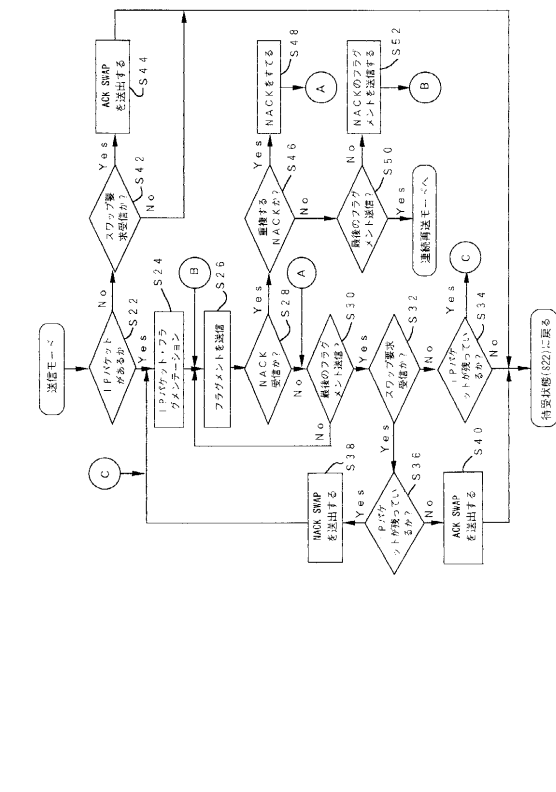 送信モード
IPパケット
があるか
S22
Yes
No
スワップ要
求受信か?
S42
Yes
No
ACK SWAP
を送出する
S44
C
IPパケット・フラ
グメンテーション
S24
B
フラグメントを送信
S26
NACK
受信か?
S28
Yes
No
重複する
NACKか?
S46
Yes
No
NACKをすてる
S48
A
A
最後のフラグ
メント送信?
S30
No
Yes
最後のフラグ
メント送信?
S50
No
Yes
NACKのフラグ
メントを送信する
S52
B
連続再送モードへ
スワップ要求
受信か?
S32
Yes
No
IPパケ
ットが残ってい
るか?
S34
Yes
No
C
Pパケ
ットが残ってい
るか?
S36
Yes
No
NACK SWAP
を送出する
S38
ACK SWAP
を送出する
S40
待受状態(S22)に戻る